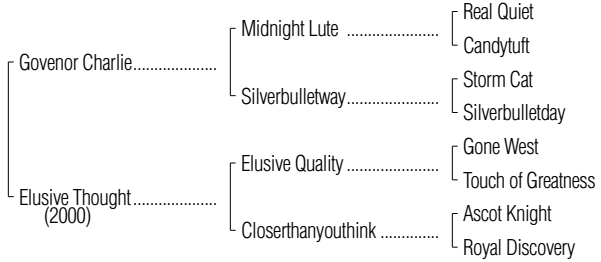 Real Quiet
Midnight Lute ........................
Candytuft
Govenor Charlie.....................
Storm Cat
Silverbulletway........................
Silverbulletday
Gone West
Elusive Quality ........................
Touch of Greatness
Elusive Thought.....................
(2000)
Ascot Knight
Closerthanyouthink ...............
Royal Discovery